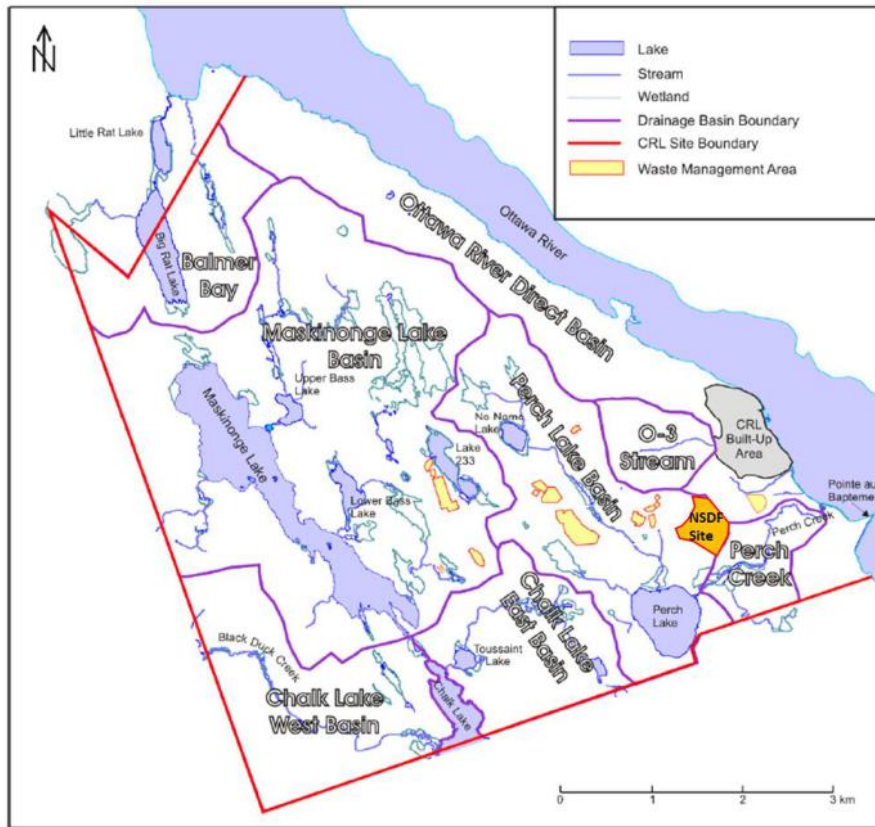 N
Lake
Stream
Wetland
Drainage Basin Boundary
CRL Site Boundary
Waste Management Area
Little Rat Lake
Big Rat Lake
Balmer
Bay
Ottawa River
Ottawa River Direct Basin
Maskinonge Lake
Basin
Upper Bass
Lake
Maskinonge Lake
Lower Bass
Lake
Lake
233
No Name
Lake
Perch Lake Basin
O-3
Stream
CRL
Built-Up
Area
Pointe au
Bapteme
NSDF
Site
Perch Creek
Perch
Creek
Perch
Lake
Chalk Lake
East Basin
Toussaint
Lake
Black Duck Creek
Chalk Lake
West Basin
Chalk Lake
0 1 2 3 km